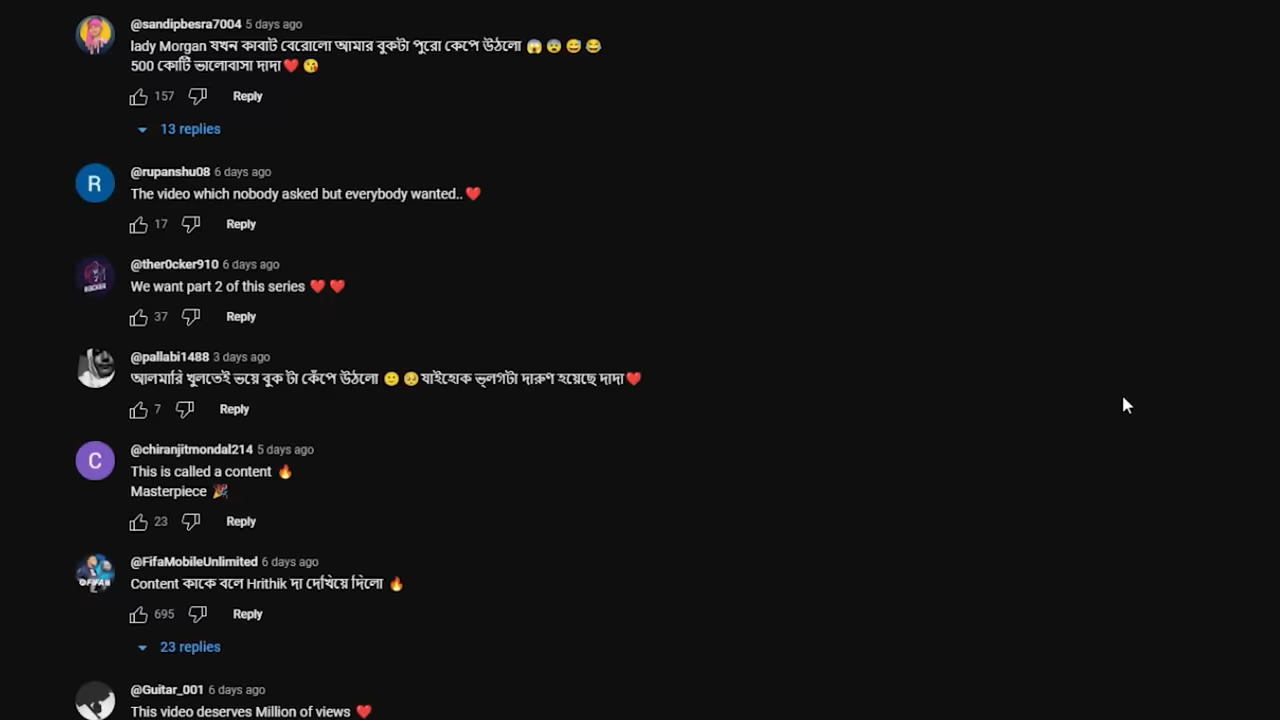 @sandipbesra7004 5 days ago
lady Morgan যখন কাবাট বেরোলো আমার বুকটা পুরো কেপে উঠলো 😱 😨 😅 😂
500 কোটি ভালোবাসা দাদা❤️ 😘
157 Reply
13 replies
R
@rupanshu08 6 days ago
The video which nobody asked but everybody wanted.. ❤️
17 Reply
@ther0cker910 6 days ago
We want part 2 of this series ❤️ ❤️
37 Reply
@pallabi1488 3 days ago
আলমারি খুলতেই ভয়ে বুক টা কেঁপে উঠলো 🙂 🥺 যাইহোক ভ্লগটা দারুণ হয়েছে দাদা❤️
7 Reply
C
@chiranjitmondal214 5 days ago
This is called a content 🔥
Masterpiece 🎉
23 Reply
@FifaMobileUnlimited 6 days ago
Content কাকে বলে Hrithik দা দেখিয়ে দিলো 🔥
695 Reply
23 replies
@Guitar_001 6 days ago
This video deserves Million of views ❤️